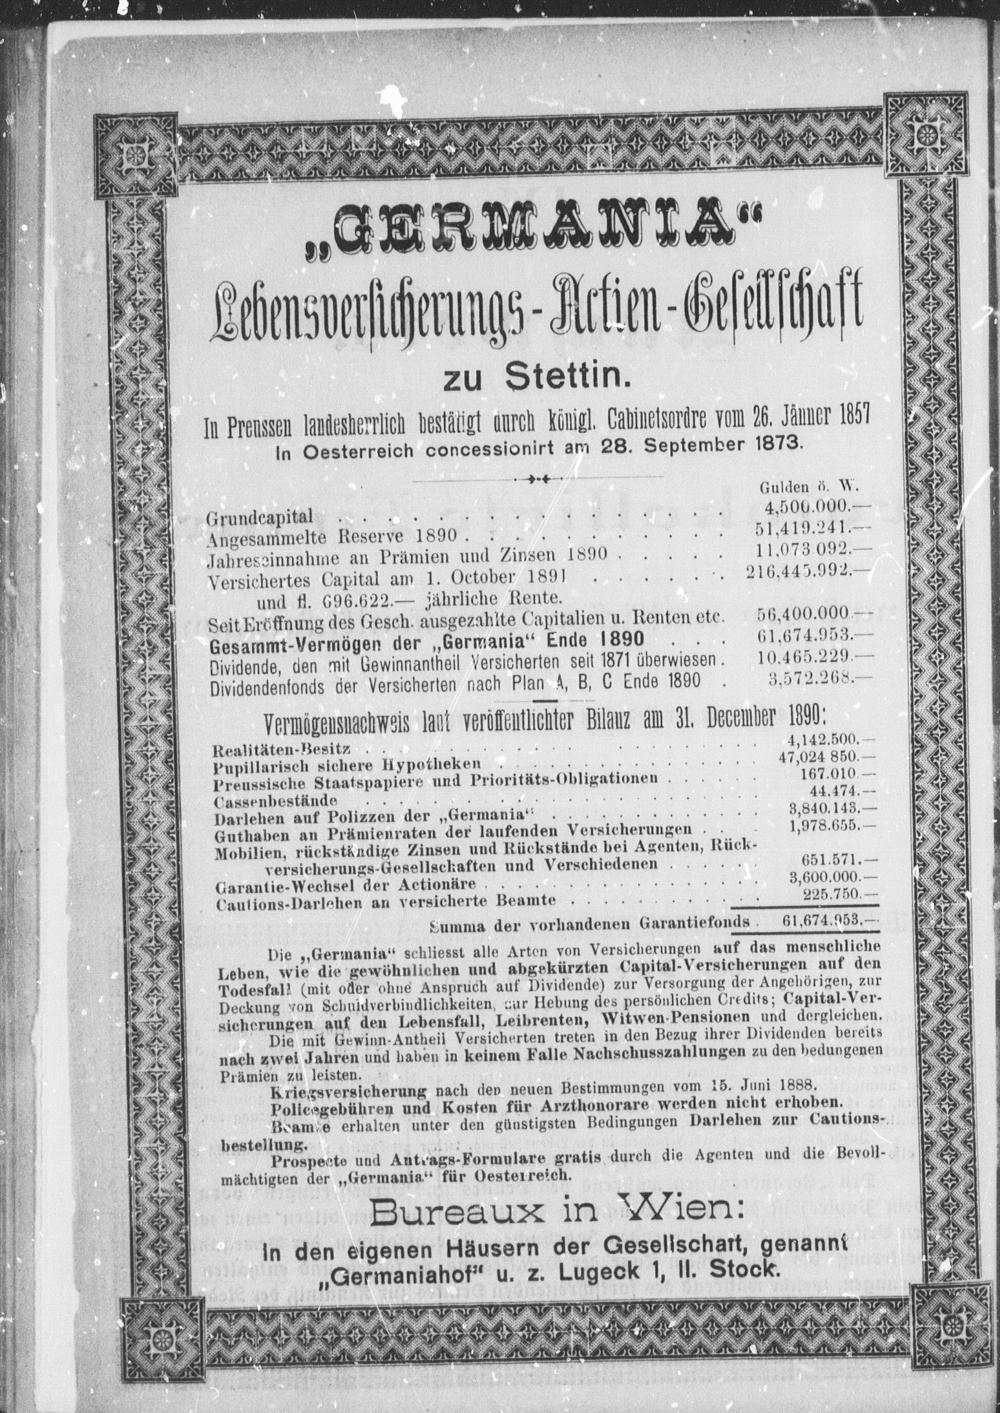 „GERMANIA“
Lebensversicherungs-Actien-Gesellschaft
zu Stettin.
In Preussen landesherrlich bestätigt durch königl. Cabinetsordre vom 26. Jänner 1857
In Oesterreich concessionirt am 28. September 1873.
Gulden ö. W.
Grundcapital . . . . 4,500.000.—
Angesammelte Reserve 1890 . . . . 51,419.241.—
Jahreseinnahme an Prämien und Zinsen 1890 . . . . 11,073.092.—
Versichertes Capital am 1. October 1891 . . . . 216,445.992.—
und fl. 696.622.— jährliche Rente.
Seit Eröffnung des Gesch. ausgezahlte Capitalien u. Renten etc. 56,400.000.—
Gesammt-Vermögen der „Germania“ Ende 1890 . . . 61,674.953.—
Dividende, den mit Gewinnantheil Versicherten seit 1871 überwiesen . 10.465.229.—
Dividendenfonds der Versicherten nach Plan A, B, C Ende 1890 . 3,572.268.—
Vermögensnachweis laut veröffentlichter Bilanz am 31. December 1890:
Realitäten-Besitz . . . . 4,142.500.—
Pupillarisch sichere Hypotheken . . . . 47,024 850.—
Preussische Staatspapiere und Prioritäts-Obligationen . . . . 167.010.—
Cassenbestände . . . . 44.474.—
Darlehen auf Polizzen der „Germania“ . . . . 3,840.143.—
Guthaben an Prämienraten der laufenden Versicherungen . . . 1,978.655.—
Mobilien, rückständige Zinsen und Rückstände bei Agenten, Rück-
versicherungs-Gesellschaften und Verschiedenen . . . . 651.571.—
Garantie-Wechsel der Actionäre . . . . 3,600.000.—
Cautions-Darlehen an versicherte Beamte . . . . 225.750.—
Summa der vorhandenen Garantiefonds . 61,674.953.—
Die „Germania“ schliesst alle Arten von Versicherungen auf das menschliche
Leben, wie die gewöhnlichen und abgekürzten Capital-Versicherungen auf den
Todesfall (mit oder ohne Anspruch auf Dividende) zur Versorgung der Angehörigen, zur
Deckung von Schuldverbindlichkeiten, zur Hebung des persönlichen Credits; Capital-Ver-
sicherungen auf den Lebensfall, Leibrenten, Witwen-Pensionen und dergleichen.
Die mit Gewinn-Antheil Versicherten treten in den Bezug ihrer Dividenden bereits
nach zwei Jahren und haben in keinem Falle Nachschusszahlungen zu den bedungenen
Prämien zu leisten.
Kriegsversicherung nach den neuen Bestimmungen vom 15. Juni 1888.
Policegebühren und Kosten für Arzthonorare werden nicht erhoben.
Beamte erhalten unter den günstigsten Bedingungen Darlehen zur Cautions-
bestellung.
Prospecte und Antrags-Formulare gratis durch die Agenten und die Bevoll-
mächtigten der „Germania“ für Oesterreich.
Bureaux in Wien:
In den eigenen Häusern der Gesellschaft, genannt
„Germaniahof“ u. z. Lugeck 1, II. Stock.